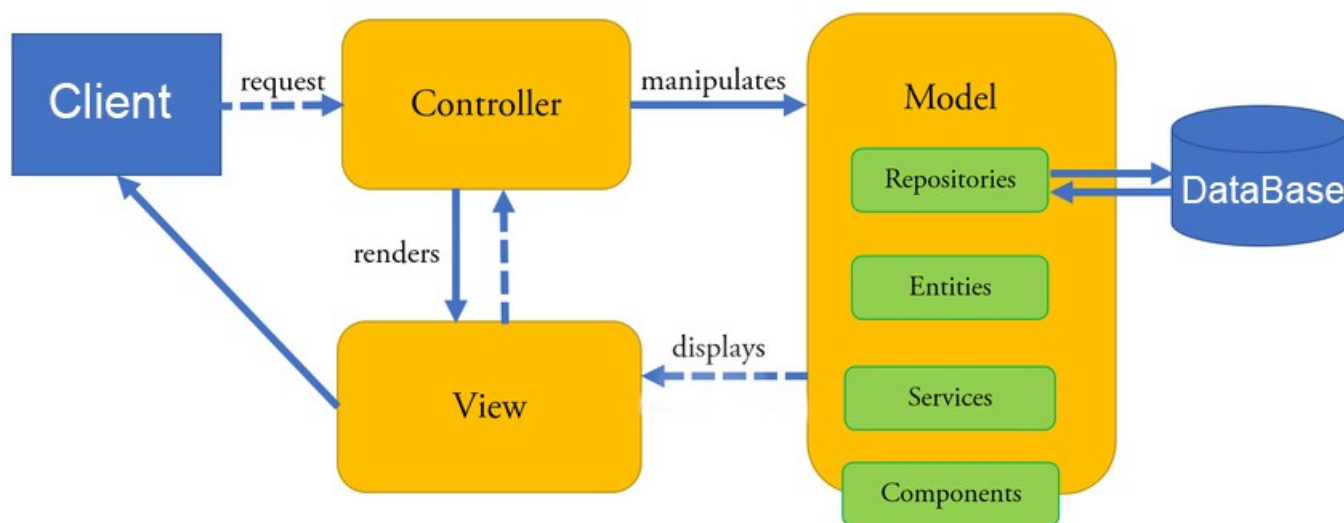 Client
request
Controller
manipulates
Model
Repositories
DataBase
renders
Entities
displays
View
Services
Components